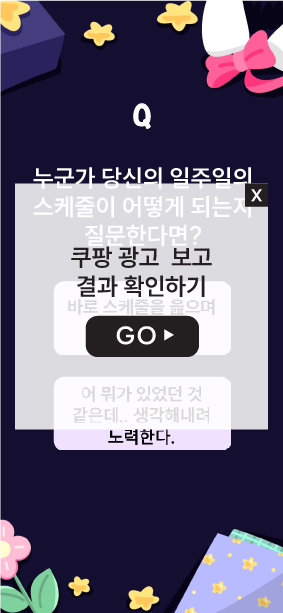 Q
누군가 당신의 일주일의
X
스케줄이 어떻게 되는지
질문한다면?
쿠팡 광고 보고
결과 확인하기
바로 스케줄을 읊으며
GO
어 뭐가 있었던 것
같은데.. 생각해내려
노력한다.